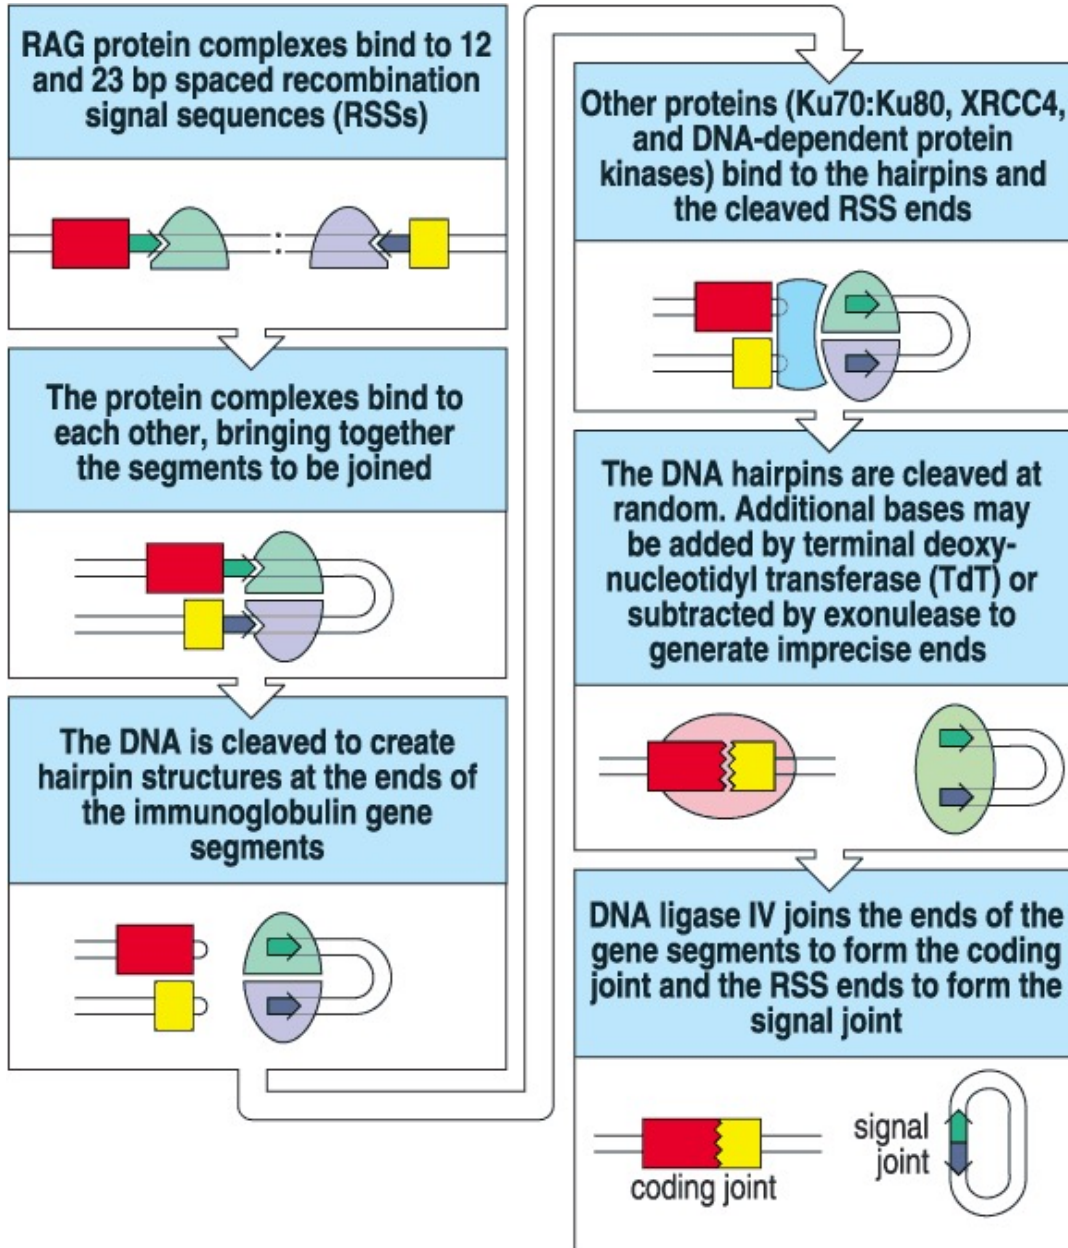 RAG protein complexes bind to 12
and 23 bp spaced recombination
signal sequences (RSSs)
The protein complexes bind to
each other, bringing together
the segments to be joined
The DNA is cleaved to create
hairpin structures at the ends of
the immunoglobulin gene
segments
Other proteins (Ku70:Ku80, XRCC4,
and DNA-dependent protein
kinases) bind to the hairpins and
the cleaved RSS ends
The DNA hairpins are cleaved at
random. Additional bases may
be added by terminal deoxy-
nucleotidyl transferase (TdT) or
subtracted by exonulease to
generate imprecise ends
DNA ligase IV joins the ends of the
gene segments to form the coding
joint and the RSS ends to form the
signal joint
coding joint
signal
joint